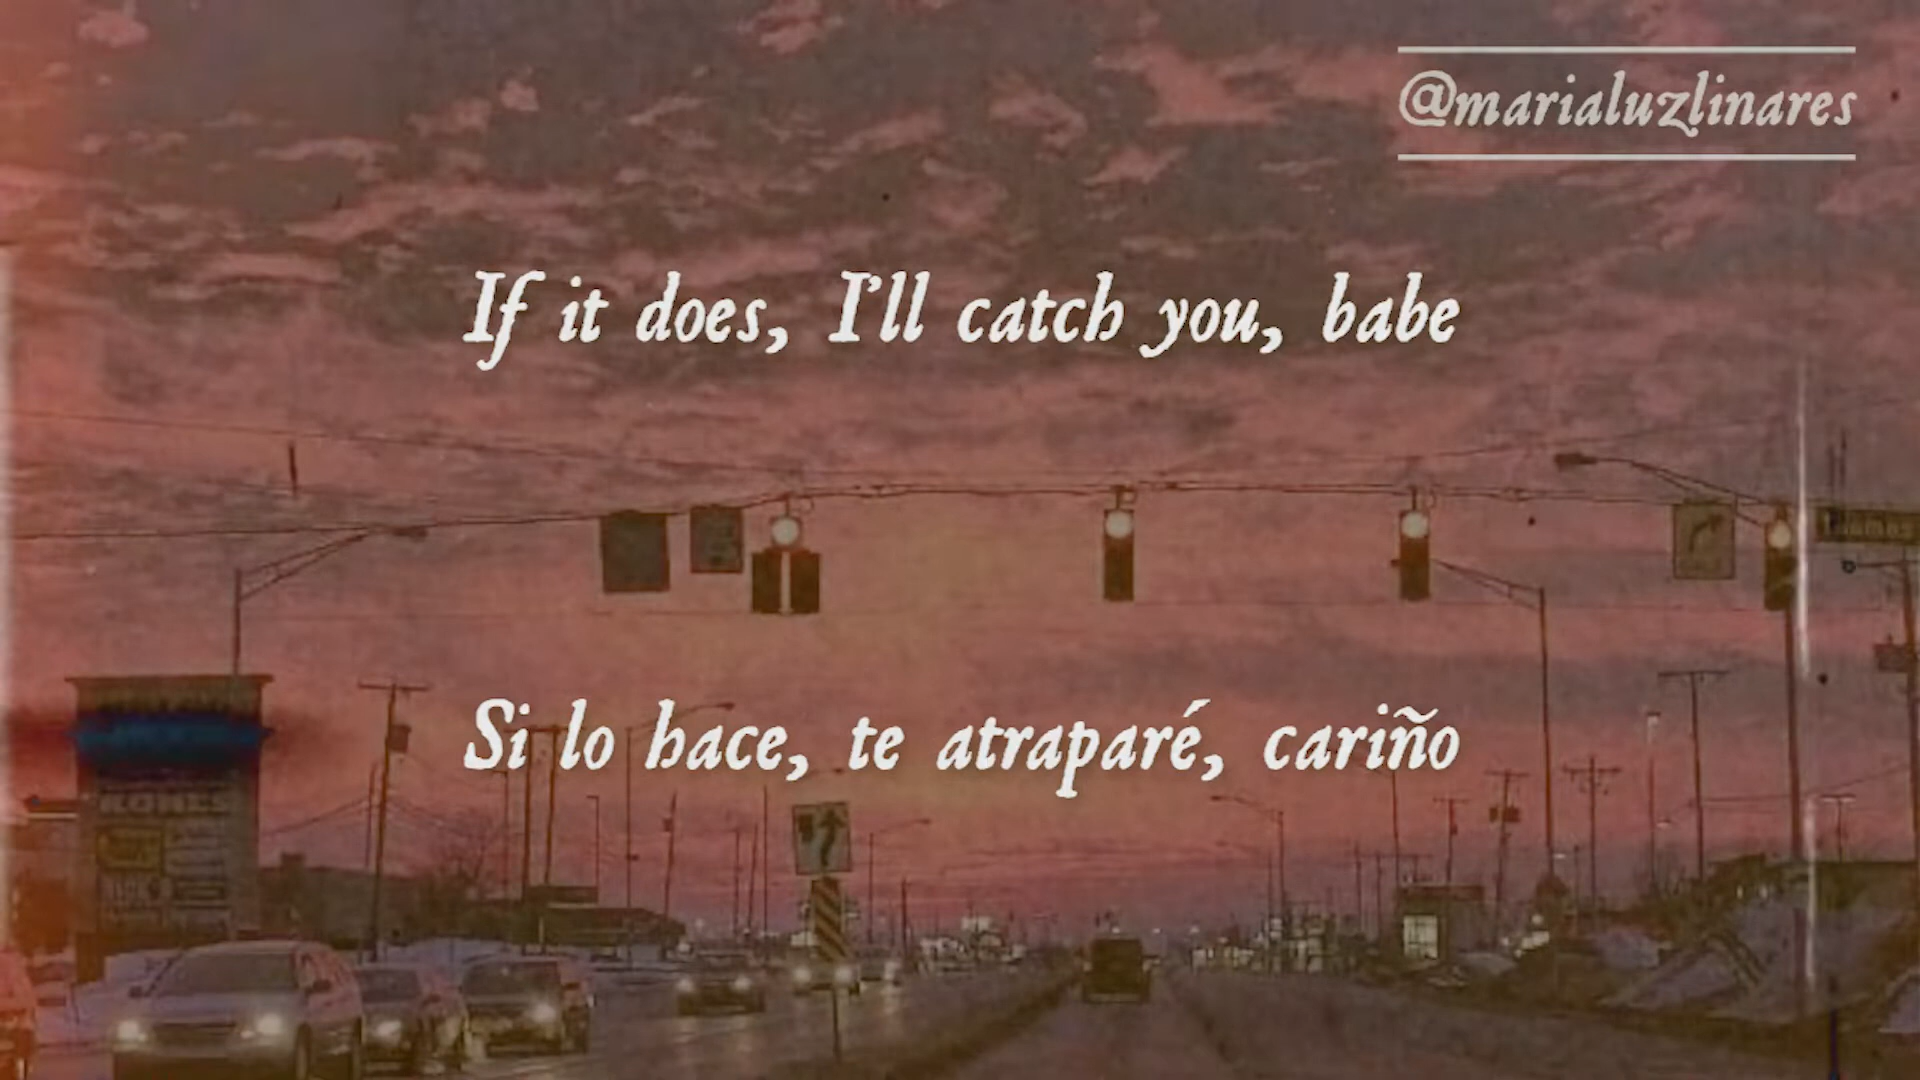 @marialuzlinares
If it does, I'll catch you, babe
Si lo hace, te atraparé, cariño